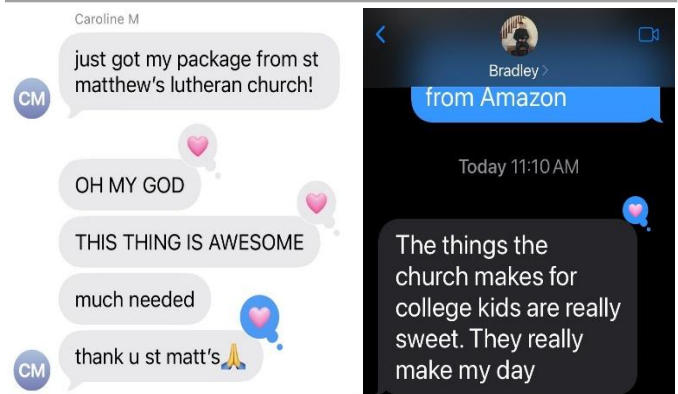 Caroline M
just got my package from st
matthew's lutheran church!
CM
OH MY GOD
THIS THING IS AWESOME
much needed
thank u st matt's🙏
CM
Bradley
from Amazon
Today 11:10 AM
The things the
church makes for
college kids are really
sweet. They really
make my day